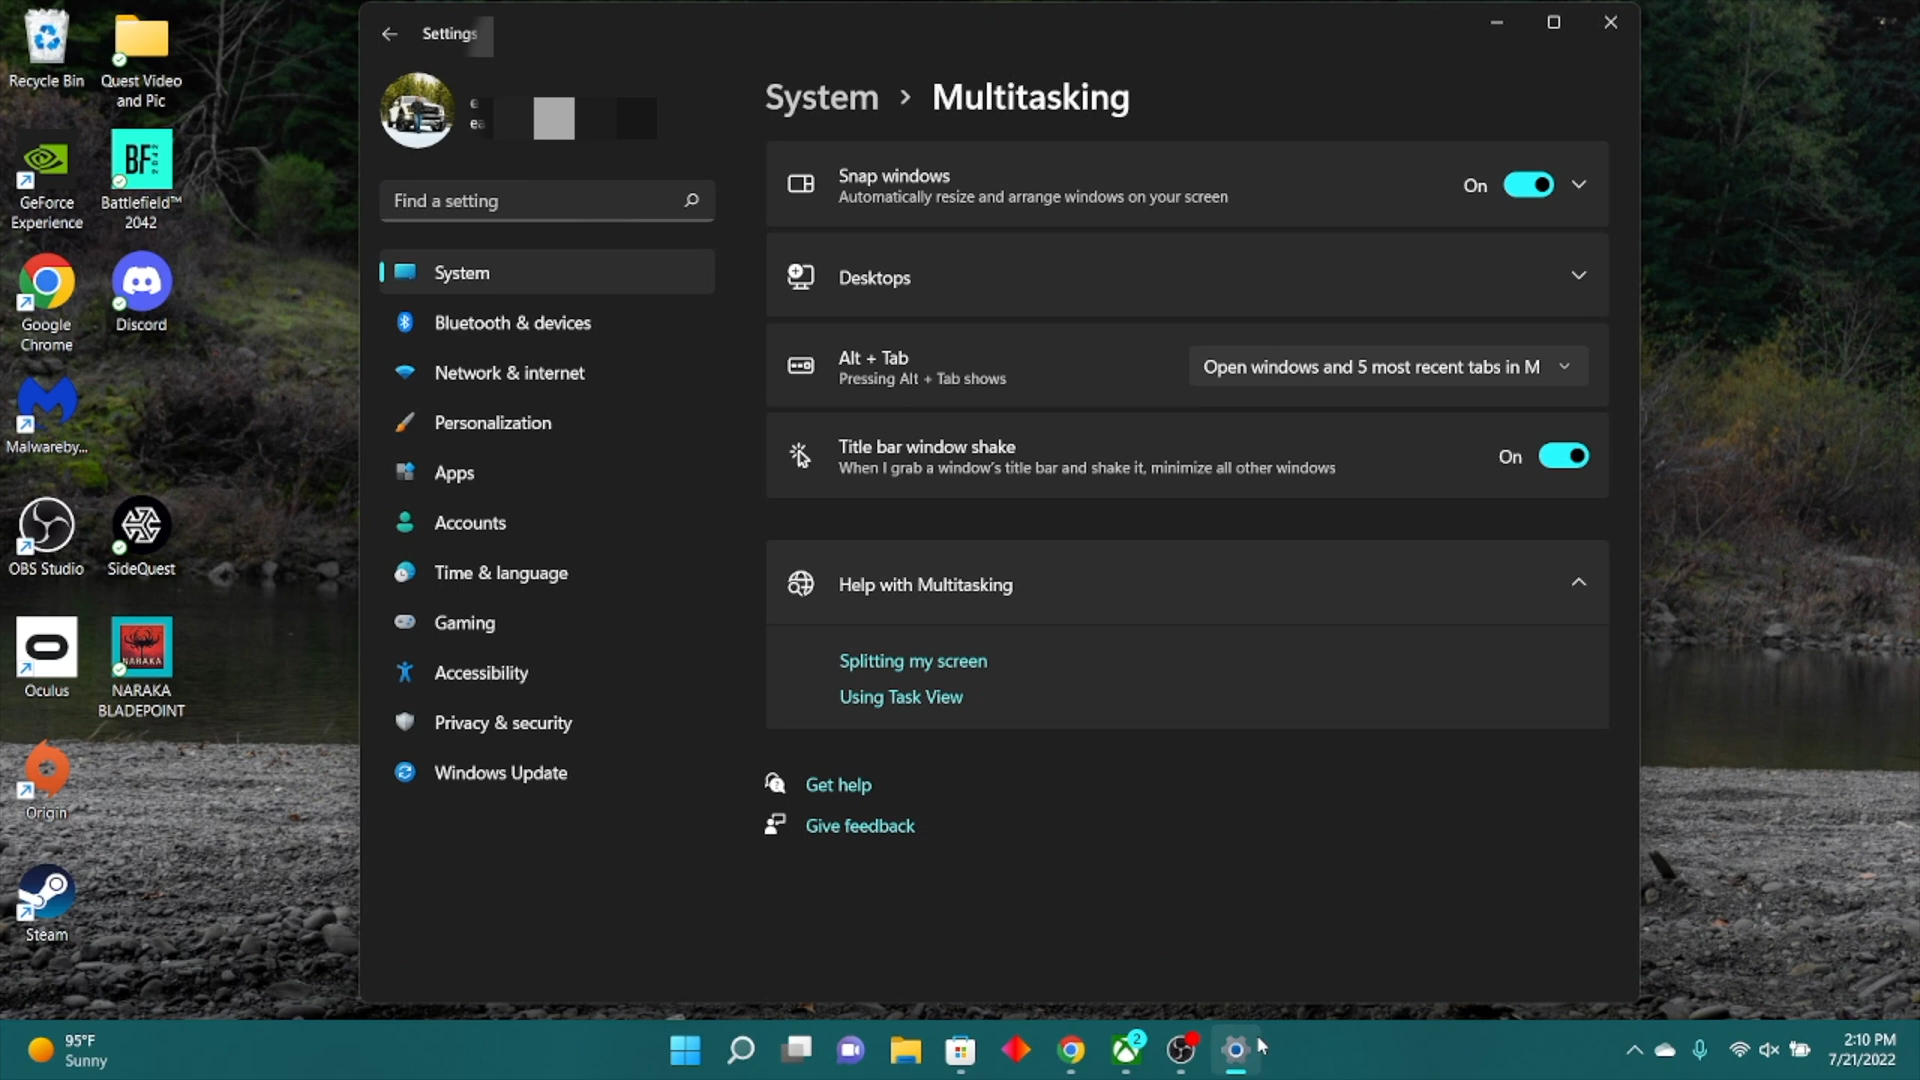 Recycle Bin
Quest Video
and Pic
GeForce
Experience
BF
2042
Battlefield™
2042
Google
Chrome
Discord
Malwareby...
OBS Studio
SideQuest
Oculus
NARAKA
NARAKA
BLADEPOINT
Origin
Steam
Settings
e
ea
Find a setting
System
Bluetooth & devices
Network & internet
Personalization
Apps
Accounts
Time & language
Gaming
Accessibility
Privacy & security
Windows Update
System > Multitasking
Snap windows
Automatically resize and arrange windows on your screen
On
Desktops
Alt + Tab
Pressing Alt + Tab shows
Open windows and 5 most recent tabs in M
Title bar window shake
When I grab a window's title bar and shake it, minimize all other windows
On
Help with Multitasking
Splitting my screen
Using Task View
Get help
Give feedback
95°F
Sunny
2
2:10 PM
7/21/2022